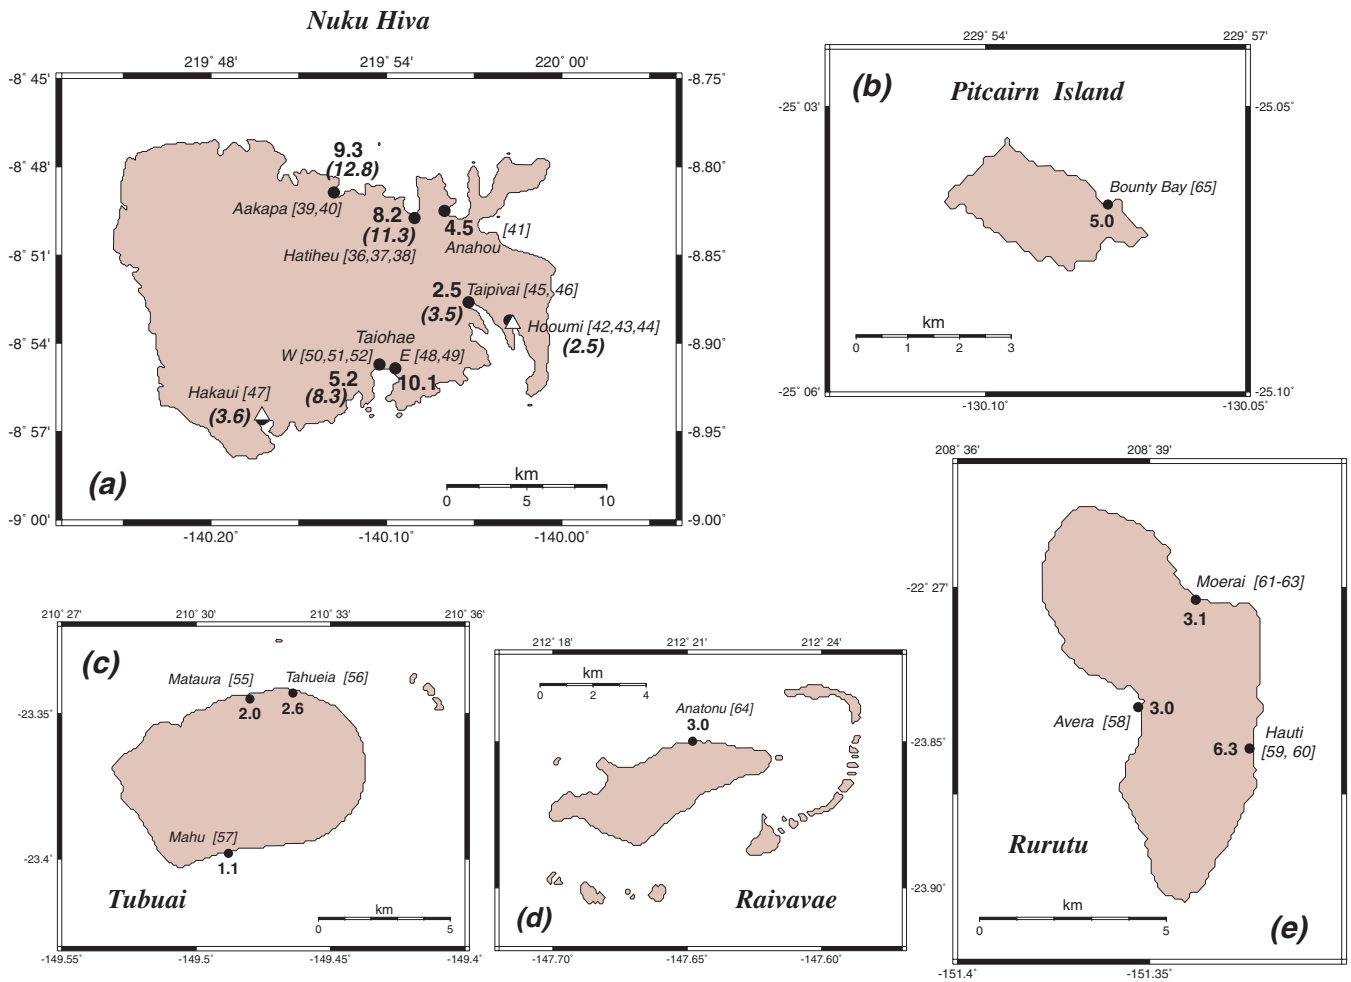 Nuku Hiva
219° 48' 219° 54' 220° 00'
-8° 45' -8.75°
-8° 48' -8.80°
-8° 51' -8.85°
-8° 54' -8.90°
-8° 57' -8.95°
-9° 00' -9.00°
-140.20° -140.10° -140.00°
9.3
(12.8)
Aakapa [39,40]
8.2
(11.3)
Hatiheu [36,37,38]
4.5 [41]
Anahou
2.5 Taipivai [45, 46]
(3.5)
Hooumi [42,43,44]
(2.5)
Taiohae
W [50,51,52] E [48,49]
5.2 10.1
(8.3)
Hakaui [47]
(3.6)
(a)
km
0 5 10
229° 54' 229° 57'
(b)
Pitcairn Island
-25° 03' -25.05°
Bounty Bay [65]
5.0
km
0 1 2 3
-25° 06' -25.10°
-130.10° -130.05°
210° 27' 210° 30' 210° 33' 210° 36'
(c)
Mataura [55] Tahueia [56]
2.0 2.6
-23.35°
Mahu [57]
1.1
-23.4°
Tubuai
km
0 5
-149.55° -149.5° -149.45° -149.4°
212° 18' 212° 21' 212° 24'
km
0 2 4
Anatonu [64]
3.0
-23.85°
-23.90°
(d)
Raivavae
-147.70° -147.65° -147.60°
208° 36' 208° 39'
-22° 27'
Moerai [61-63]
3.1
Avera [58] 3.0
Hauti
6.3 [59, 60]
Rurutu
km
0 5
(e)
-151.4° -151.35°